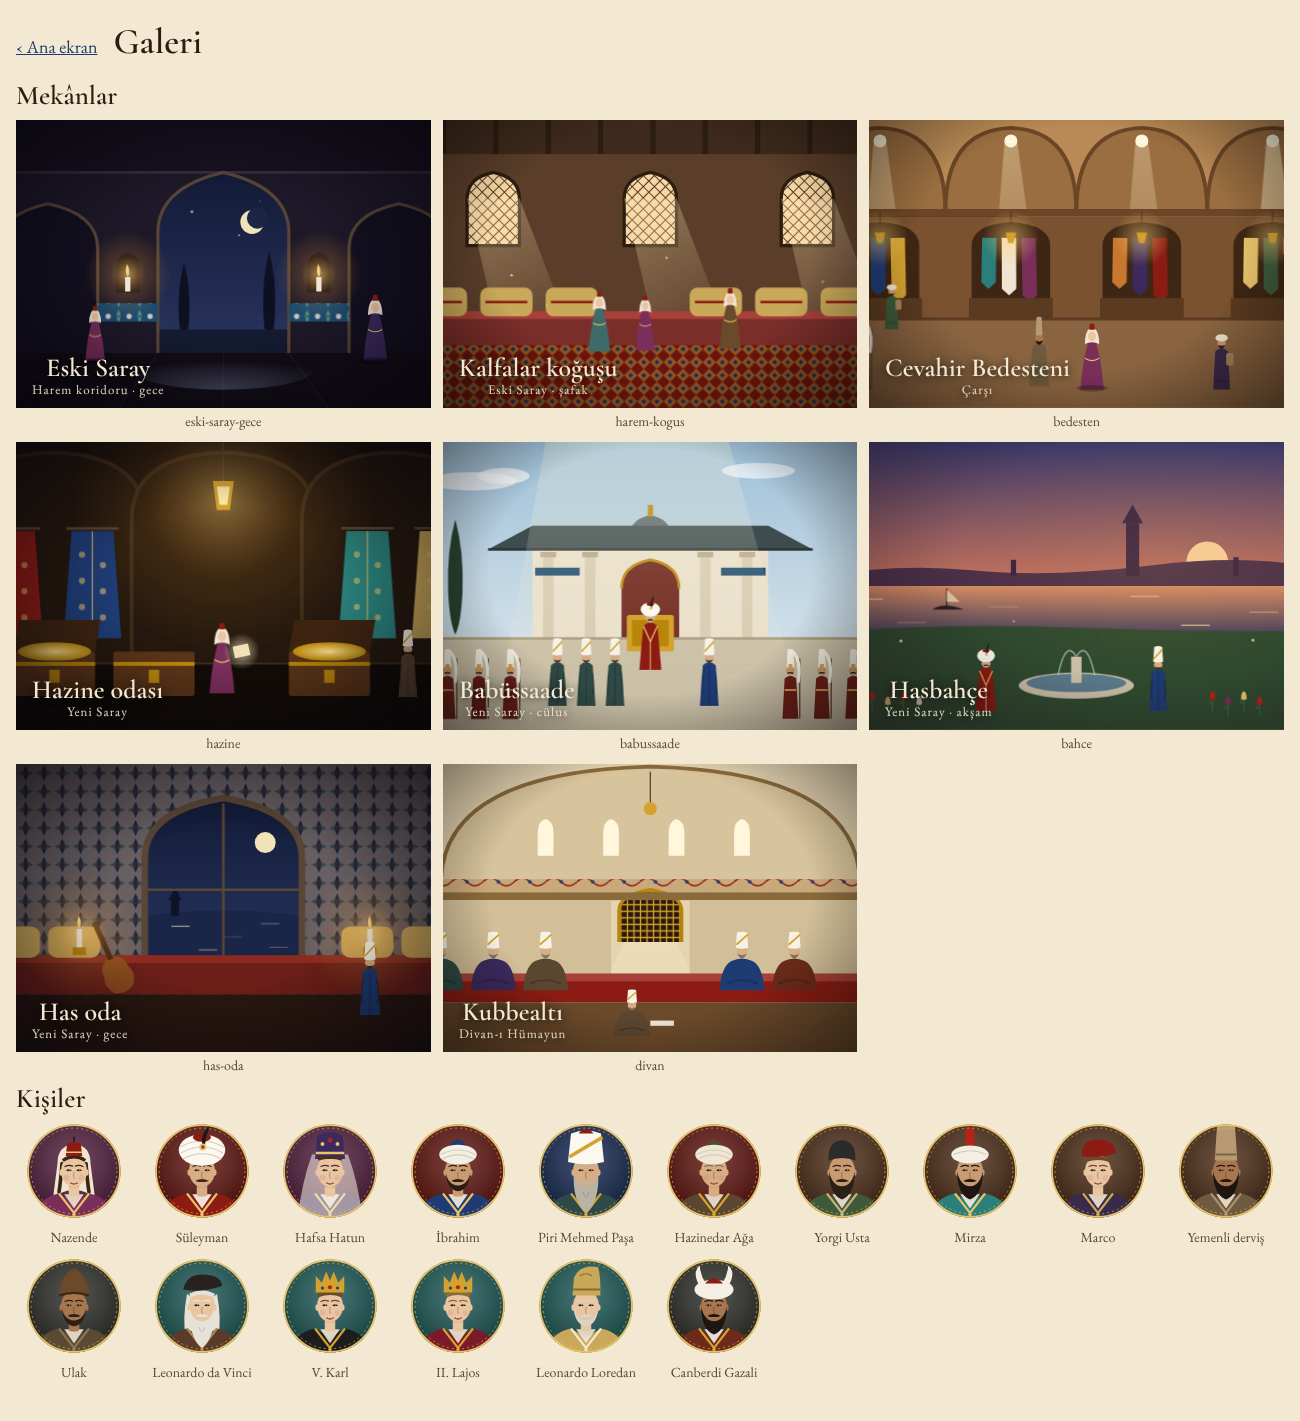 ‹ Ana ekran Galeri
Mekânlar
Eski Saray
Harem koridoru · gece
eski-saray-gece
Kalfalar koğuşu
Eski Saray · şafak
harem-kogus
Cevahir Bedesteni
Çarşı
bedesten
Hazine odası
Yeni Saray
hazine
Babüssaade
Yeni Saray · cülus
babussaade
Hasbahçe
Yeni Saray · akşam
bahce
Has oda
Yeni Saray · gece
has-oda
Kubbealtı
Divan-ı Hümayun
divan
Kişiler
Nazende
Süleyman
Hafsa Hatun
İbrahim
Piri Mehmed Paşa
Hazinedar Ağa
Yorgi Usta
Mirza
Marco
Yemenli derviş
Ulak
Leonardo da Vinci
V. Karl
II. Lajos
Leonardo Loredan
Canberdi Gazali